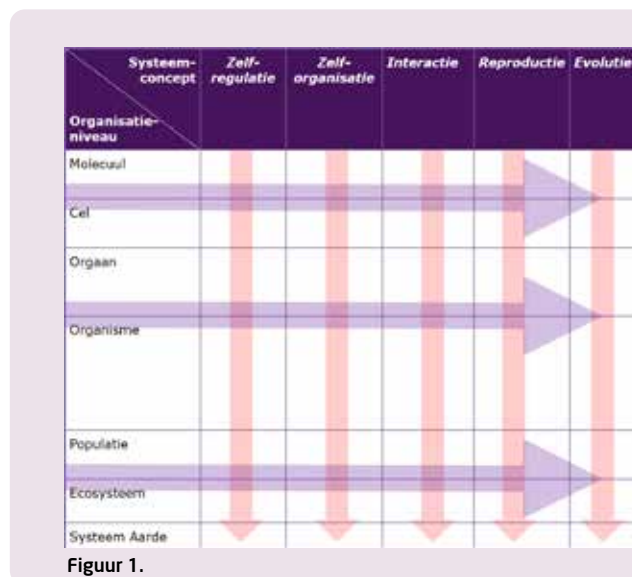 Systeem-
concept
Zelf-
regulatie
Zelf-
organisatie
Interactie
Reproductie
Evolutie
Organisatie-
niveau
Molecuul
Cel
Orgaan
Organisme
Populatie
Ecosysteem
Systeem Aarde
Figuur 1.